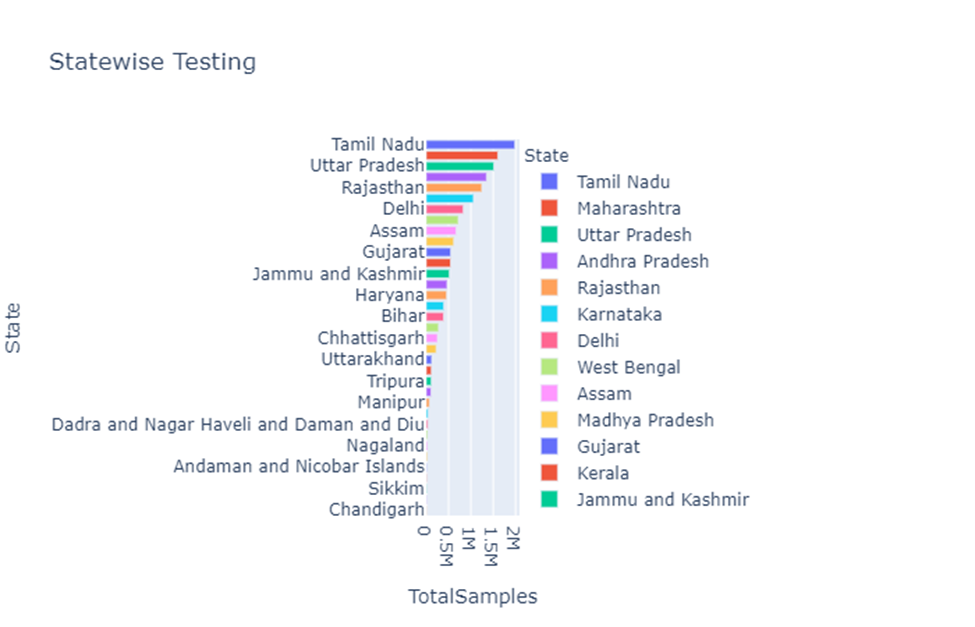 Statewise Testing
State
Tamil Nadu
Uttar Pradesh
Rajasthan
Delhi
Assam
Gujarat
Jammu and Kashmir
Haryana
Bihar
Chhattisgarh
Uttarakhand
Tripura
Manipur
Dadra and Nagar Haveli and Daman and Diu
Nagaland
Andaman and Nicobar Islands
Sikkim
Chandigarh
0
0.5M
1M
1.5M
2M
TotalSamples
State
Tamil Nadu
Maharashtra
Uttar Pradesh
Andhra Pradesh
Rajasthan
Karnataka
Delhi
West Bengal
Assam
Madhya Pradesh
Gujarat
Kerala
Jammu and Kashmir